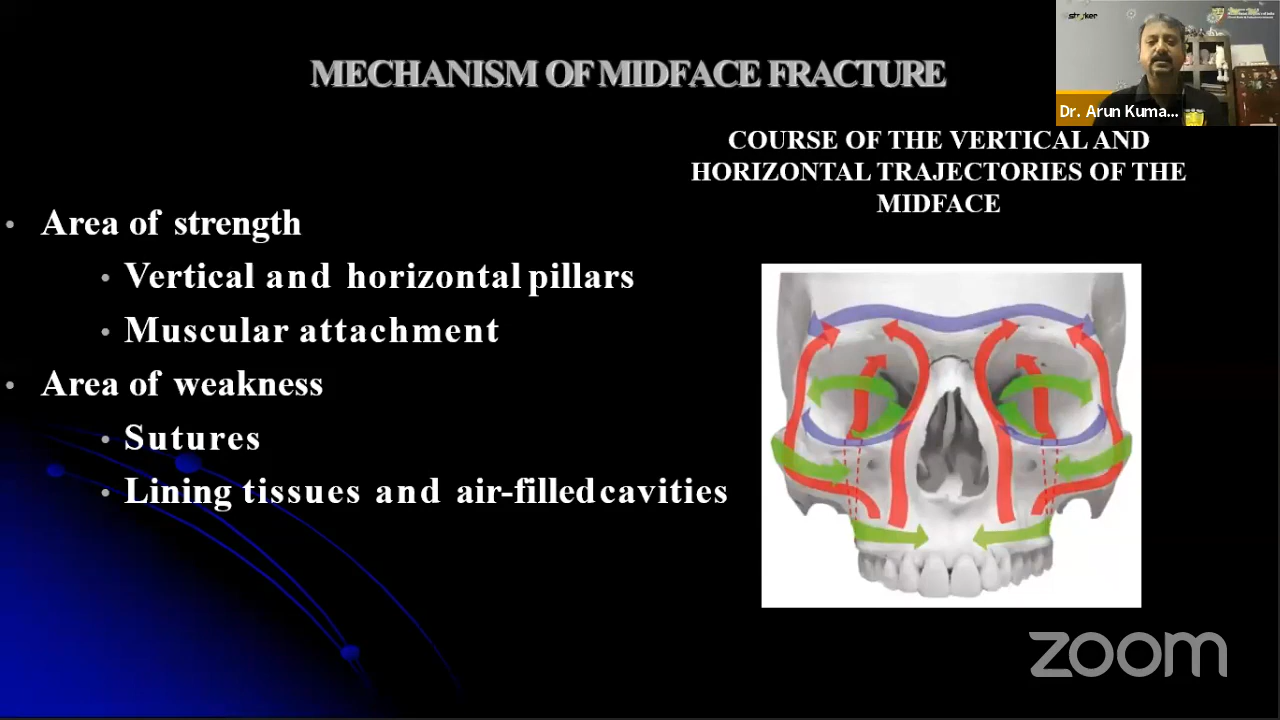 stryker
Dr. Arun Kuma...
MECHANISM OF MIDFACE FRACTURE
COURSE OF THE VERTICAL AND
HORIZONTAL TRAJECTORIES OF THE
MIDFACE
• Area of strength
• Vertical and horizontal pillars
• Muscular attachment
• Area of weakness
• Sutures
• Lining tissues and air-filled cavities
zoom